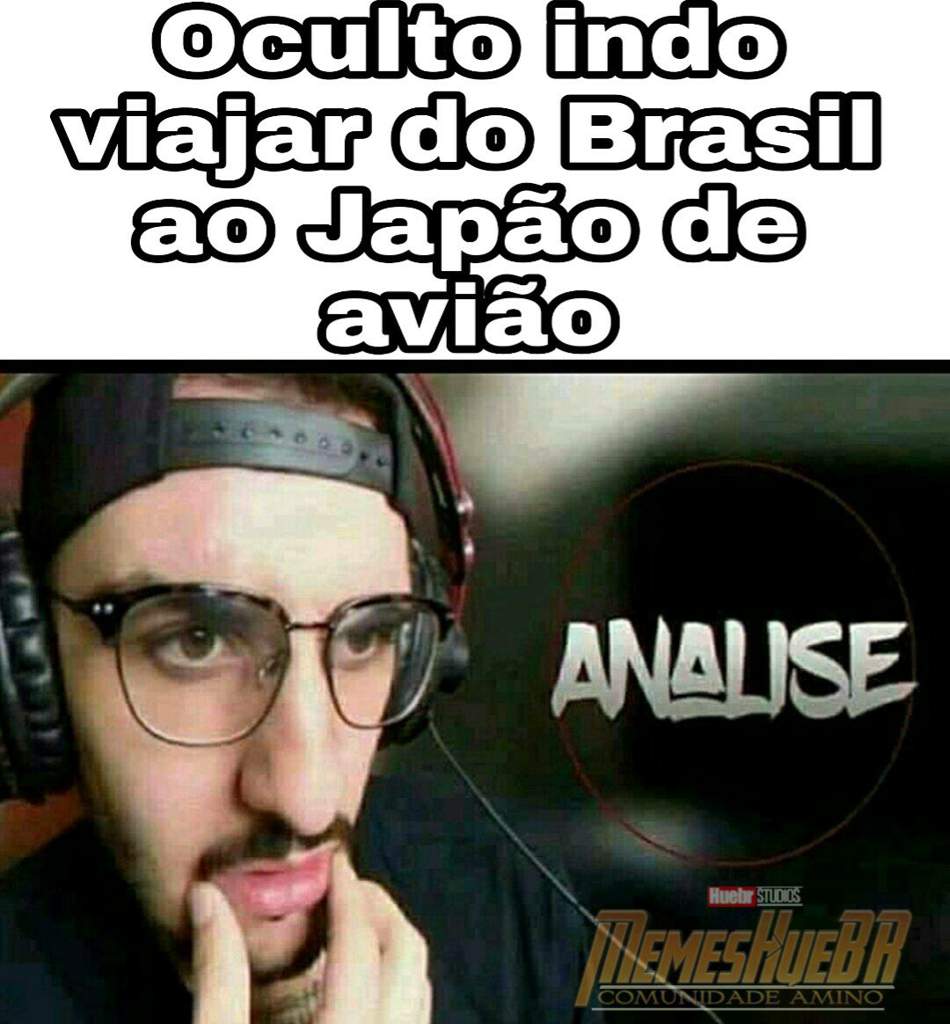 Oculto indo
viajar do Brasil
ao Japão de
avião
ANALISE
Huebr STUDIOS
MEMESHUEBR
COMUNIDADE AMINO